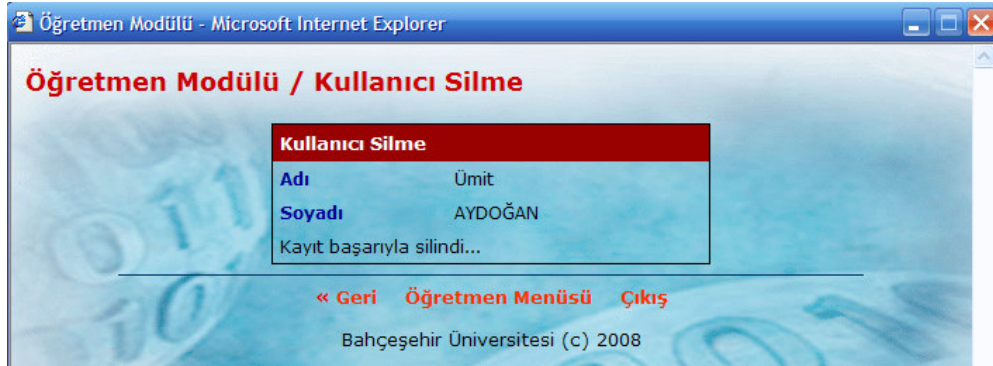 Öğretmen Modülü - Microsoft Internet Explorer
Öğretmen Modülü / Kullanıcı Silme
Kullanıcı Silme
Adı Ümit
Soyadı AYDOĞAN
Kayıt başarıyla silindi...
« Geri Öğretmen Menüsü Çıkış
Bahçeşehir Üniversitesi (c) 2008